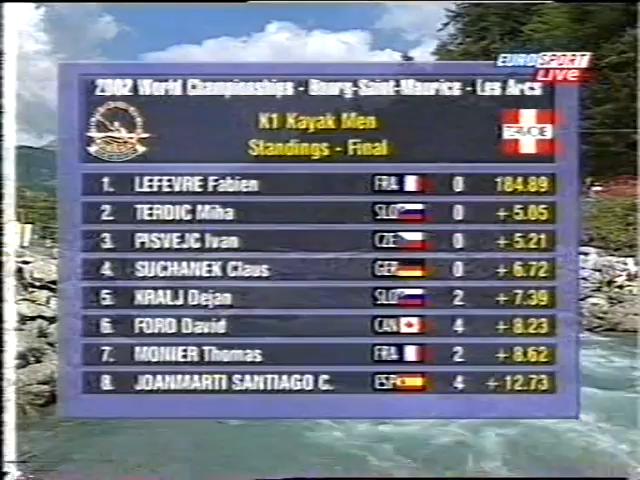 EUROSPORT
LIVE
2002 World Championships - Bourg-Saint-Maurice - Les Arcs
K1 Kayak Men
Standings - Final
SAVOIE
1. LEFEVRE Fabien FRA 0 184.89
2. TERDIC Miha SLO 0 + 5.05
3. PISVEJC Ivan CZE 0 + 5.21
4. SUCHANEK Claus GER 0 + 6.72
5. KRALJ Dejan SLO 2 + 7.39
6. FORD David CAN 4 + 8.23
7. MONIER Thomas FRA 2 + 8.62
8. JOANMARTI SANTIAGO C. ESP 4 + 12.73